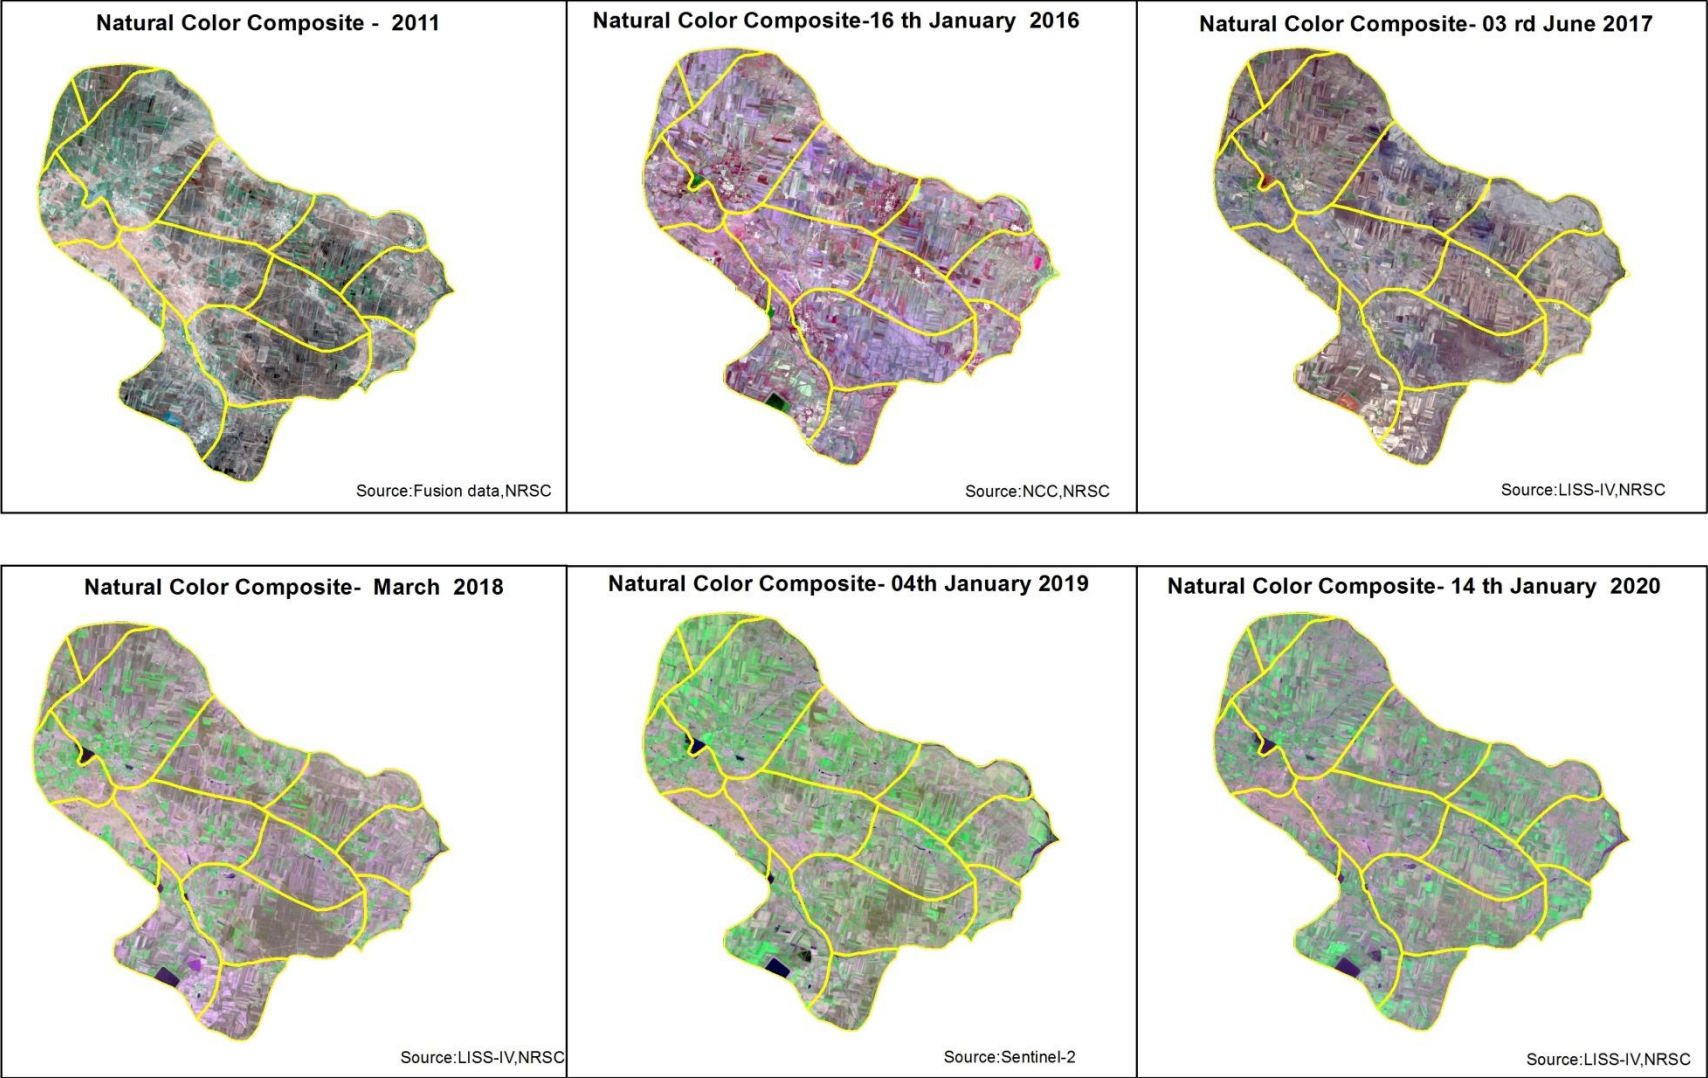 Natural Color Composite - 2011
Natural Color Composite-16 th January 2016
Natural Color Composite- 03 rd June 2017
Source:Fusion data,NRSC
Source:NCC,NRSC
Source:LISS-IV,NRSC
Natural Color Composite- March 2018
Natural Color Composite- 04th January 2019
Natural Color Composite- 14 th January 2020
Source:LISS-IV,NRSC
Source:Sentinel-2
Source:LISS-IV,NRSC